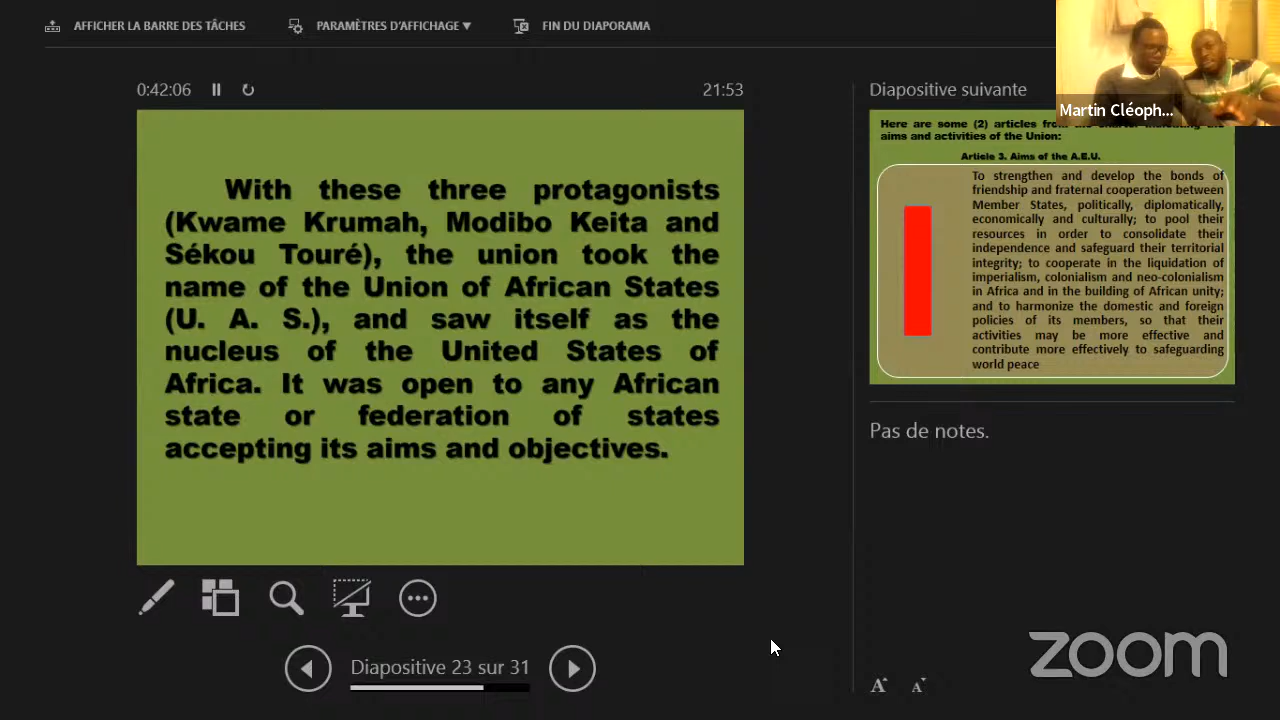 AFFICHER LA BARRE DES TÂCHES
PARAMÈTRES D'AFFICHAGE
FIN DU DIAPORAMA
0:42:06
21:53
With these three protagonists
(Kwame Krumah, Modibo Keita and
Sékou Touré), the union took the
name of the Union of African States
(U. A. S.), and saw itself as the
nucleus of the United States of
Africa. It was open to any African
state or federation of states
accepting its aims and objectives.
Diapositive 23 sur 31
Diapositive suivante
Martin Cléoph...
Here are some (2) articles from the charter indicating the
aims and activities of the Union:
Article 3. Aims of the A.E.U.
To strengthen and develop the bonds of
friendship and fraternal cooperation between
Member States, politically, diplomatically,
economically and culturally; to pool their
resources in order to consolidate their
independence and safeguard their territorial
integrity; to cooperate in the liquidation of
imperialism, colonialism and neo-colonialism
in Africa and in the building of African unity;
and to harmonize the domestic and foreign
policies of its members, so that their
activities may be more effective and
contribute more effectively to safeguarding
world peace
Pas de notes.
A A
zoom